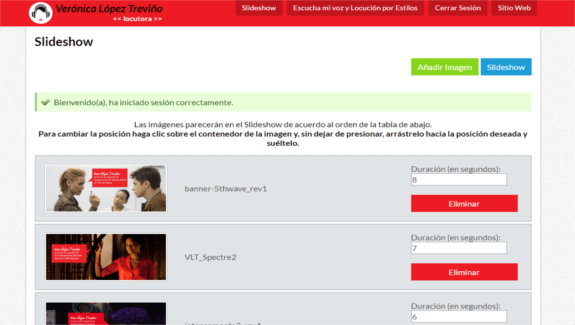 Verónica López Treviño
<< locutora >>
Slideshow
Escucha mi voz y Locución por Estilos
Cerrar Sesión
Sitio Web
Slideshow
Añadir Imagen
Slideshow
Bienvenido(a), ha iniciado sesión correctamente.
Las imágenes parecerán en el Slideshow de acuerdo al orden de la tabla de abajo.
Para cambiar la posición haga clic sobre el contenedor de la imagen y, sin dejar de presionar, arrástrelo hacia la posición deseada y
suéltelo.
banner-5thwave_rev1
Duración (en segundos):
8
Eliminar
VLT_Spectre2
Duración (en segundos):
7
Eliminar
Duración (en segundos):
6